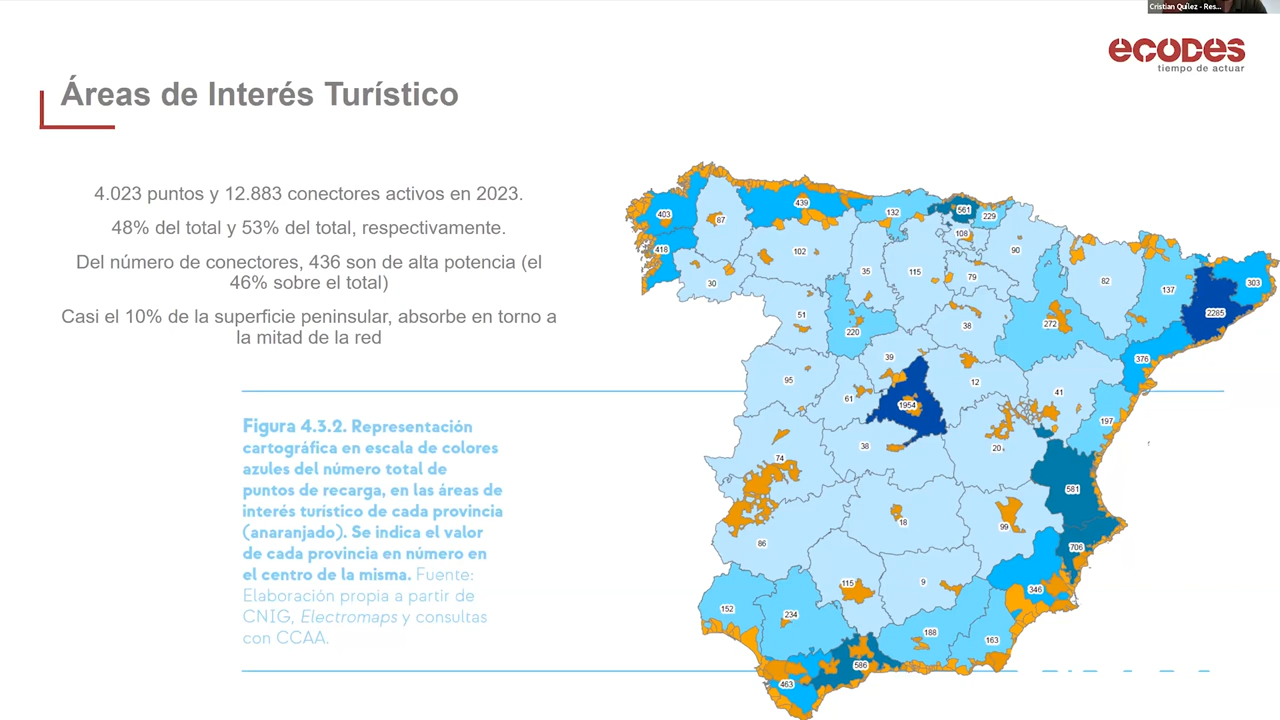 Cristian Quílez - Res...
ecodes
tiempo de actuar
Áreas de Interés Turístico
4.023 puntos y 12.883 conectores activos en 2023.
48% del total y 53% del total, respectivamente.
Del número de conectores, 436 son de alta potencia (el
46% sobre el total)
Casi el 10% de la superficie peninsular, absorbe en torno a
la mitad de la red
Figura 4.3.2. Representación
cartográfica en escala de colores
azules del número total de
puntos de recarga, en las áreas de
interés turístico de cada provincia
(anaranjado). Se indica el valor
de cada provincia en número en
el centro de la misma. Fuente:
Elaboración propia a partir de
CNIG, Electromaps y consultas
con CCAA.
403
87
439
132
561
229
418
108
90
102
30
35
115
79
82
137
303
2285
51
220
38
272
376
39
95
61
12
41
1954
197
38
20
74
581
18
99
86
706
115
9
346
152
234
188
163
586
463